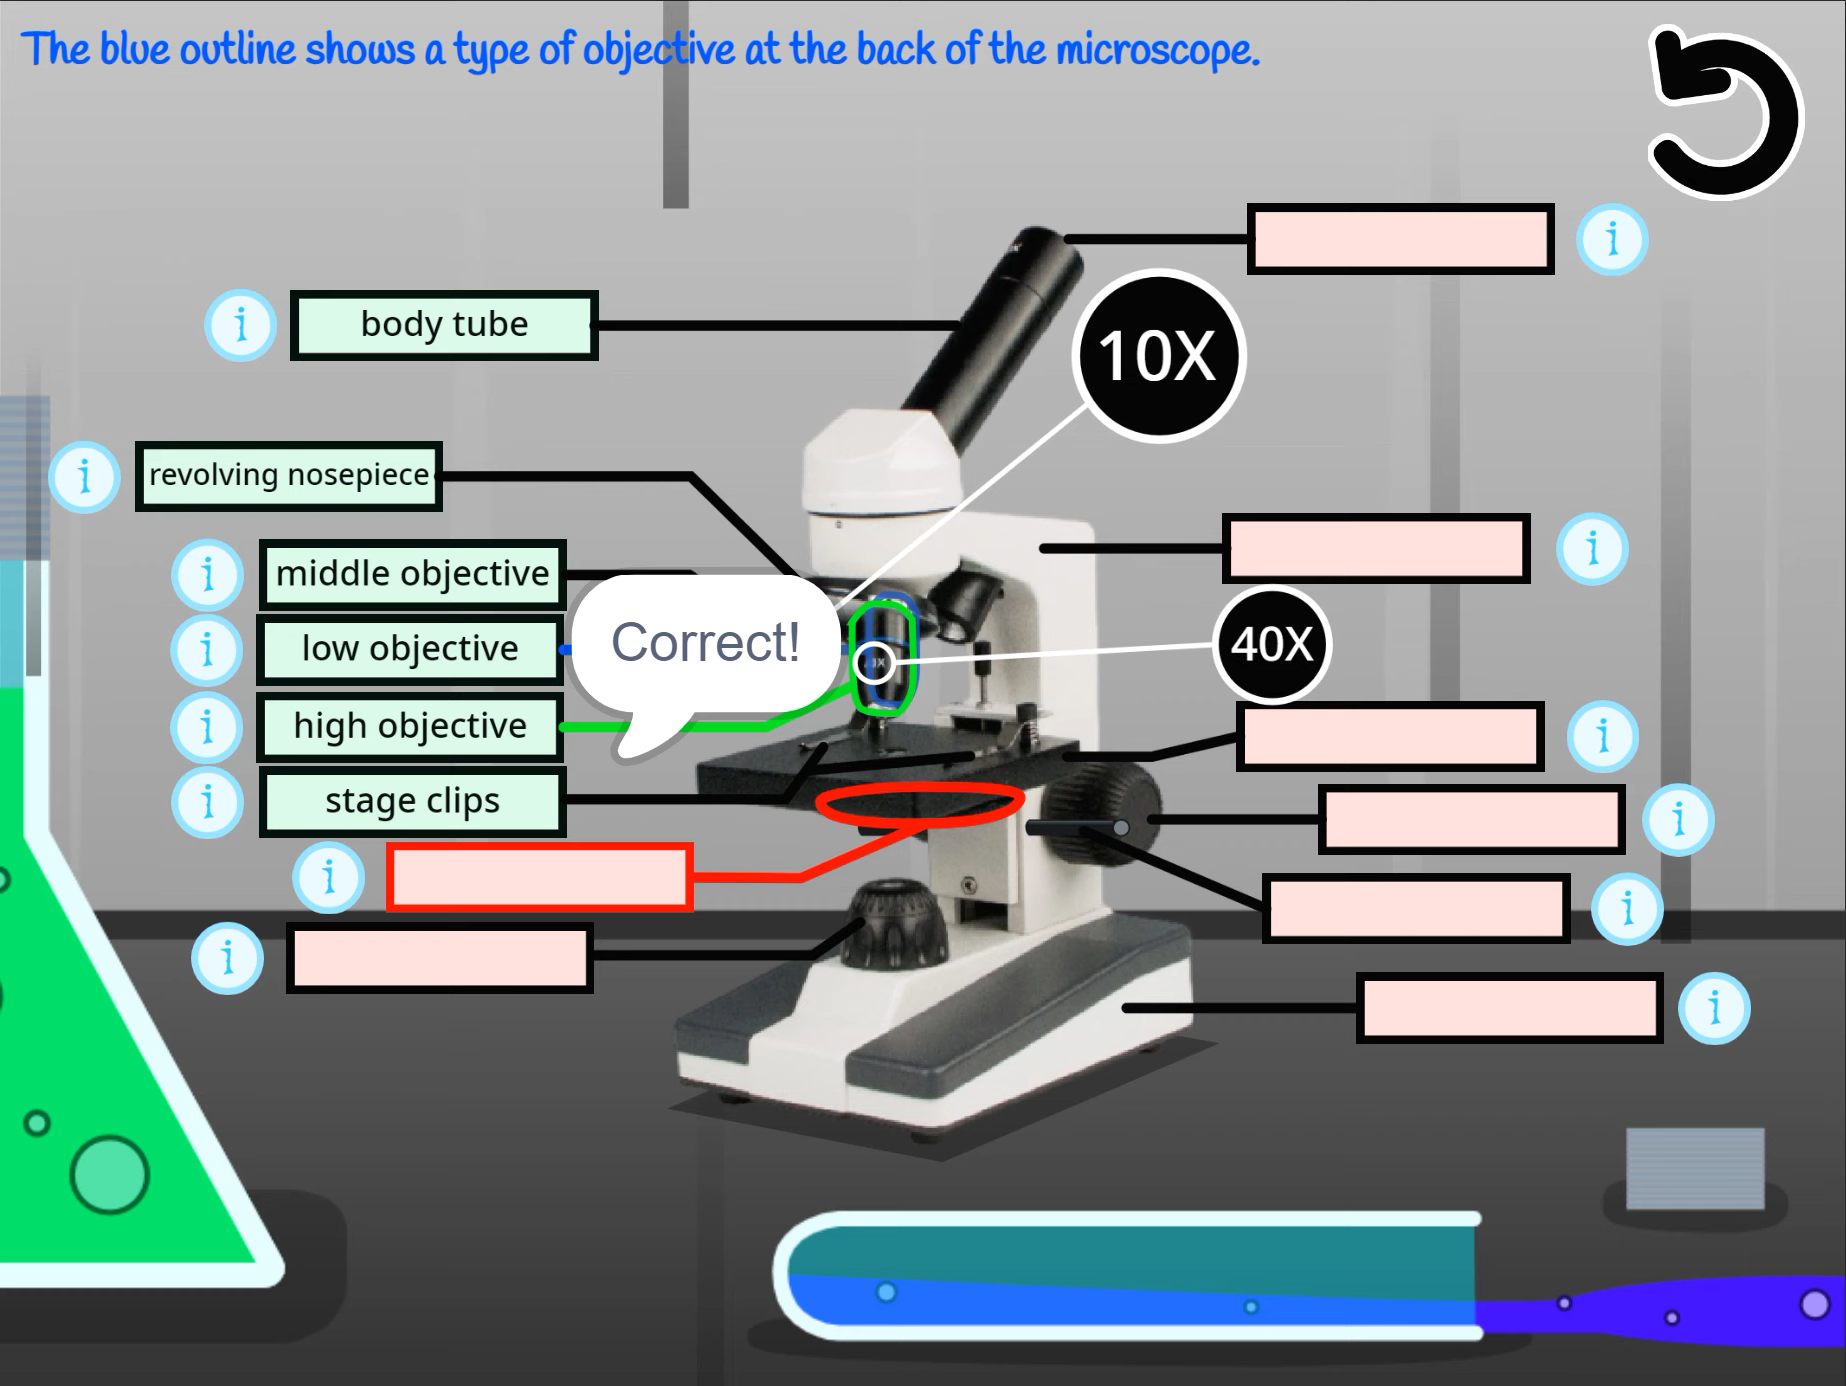 The blue outline shows a type of objective at the back of the microscope.
i
i
body tube
10X
i
revolving nosepiece
i
i
middle objective
40X
i
low objective
Correct!
i
high objective
i
i
stage clips
i
i
i
i
i